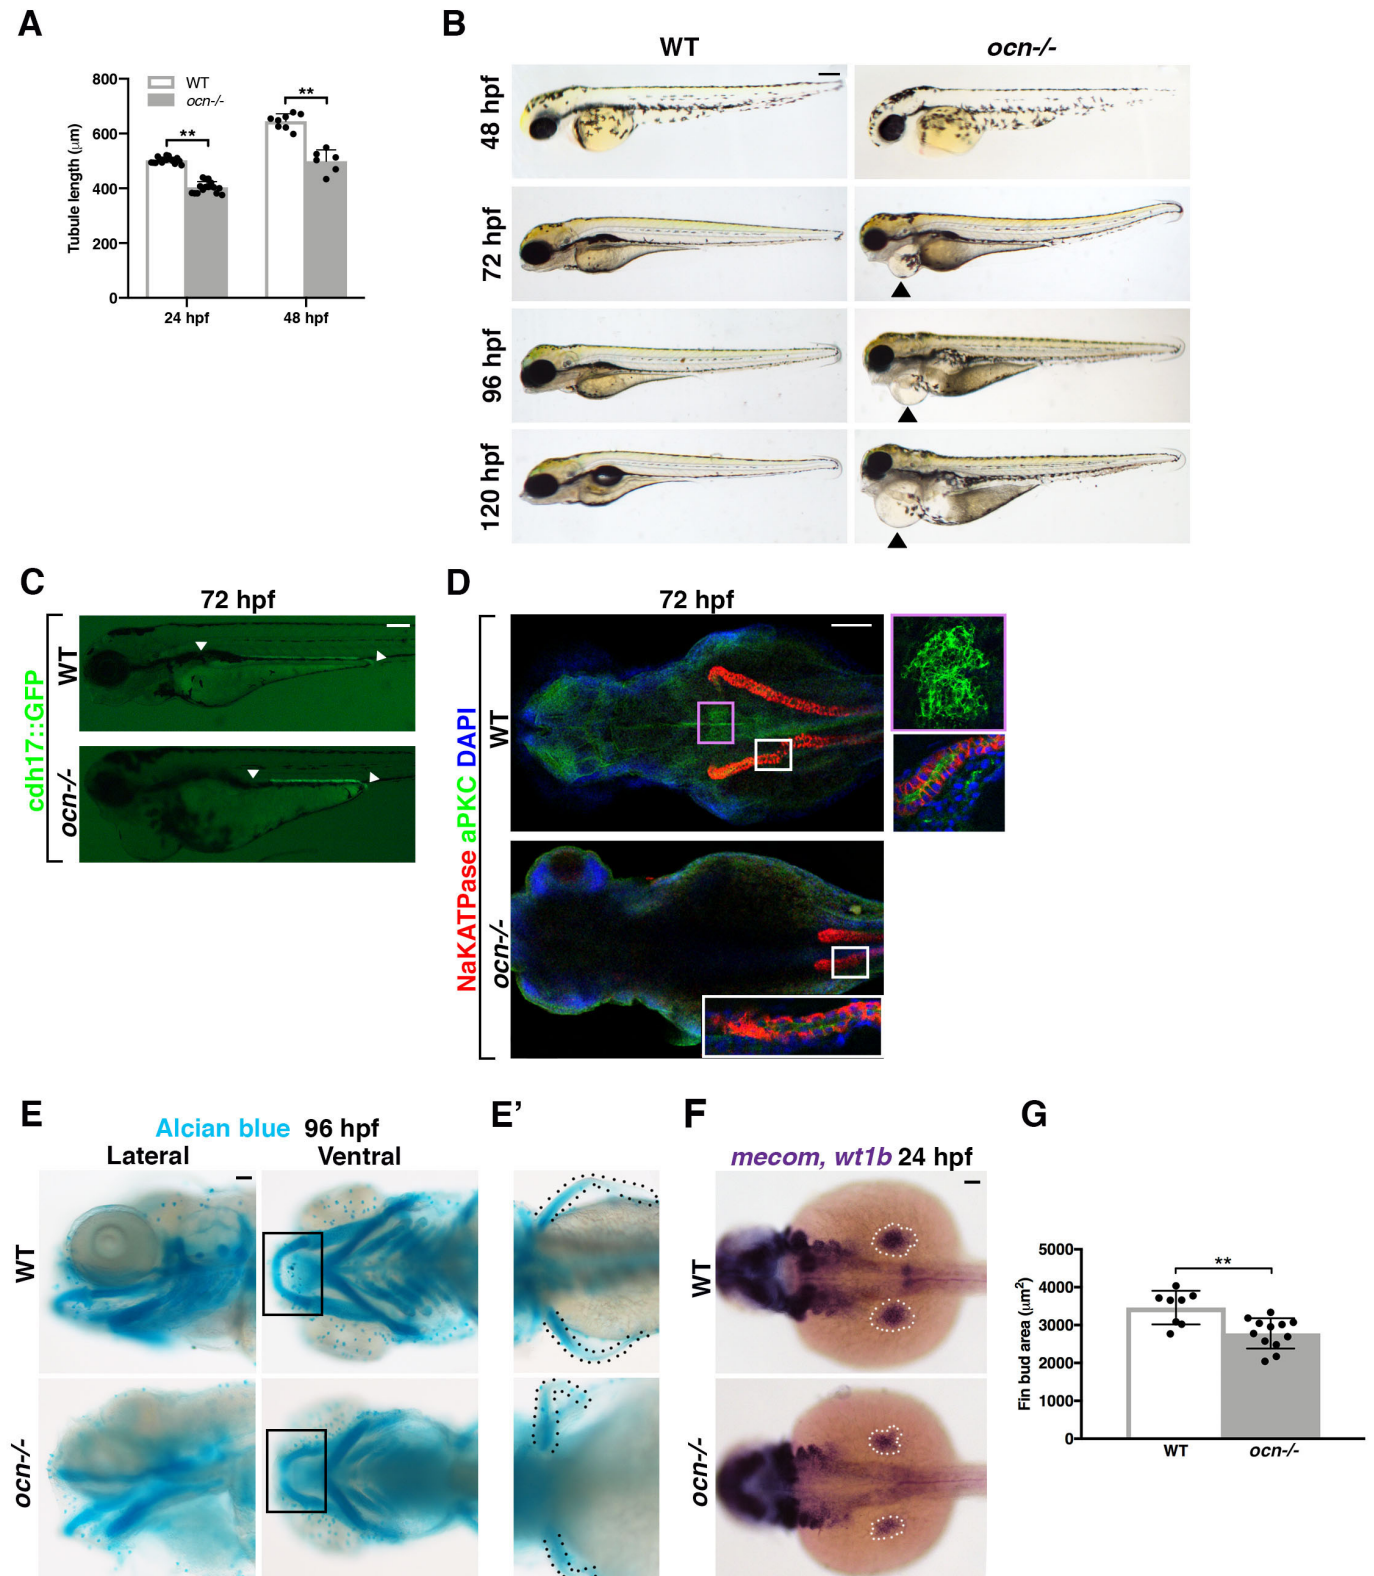 A
800
600
400
200
0
Tubule length (µm)
WT
ocn-/-
**
**
24 hpf
48 hpf
B
WT
ocn-/-
48 hpf
72 hpf
96 hpf
120 hpf
C
72 hpf
cdh17::GFP
WT
ocn-/-
D
72 hpf
NaKATPase aPKC DAPI
WT
ocn-/-
E
Alcian blue 96 hpf
Lateral
Ventral
WT
ocn-/-
E’
F
mecom, wt1b 24 hpf
WT
ocn-/-
G
5000
4000
3000
2000
1000
0
Fin bud area (µm²)
**
WT
ocn-/-